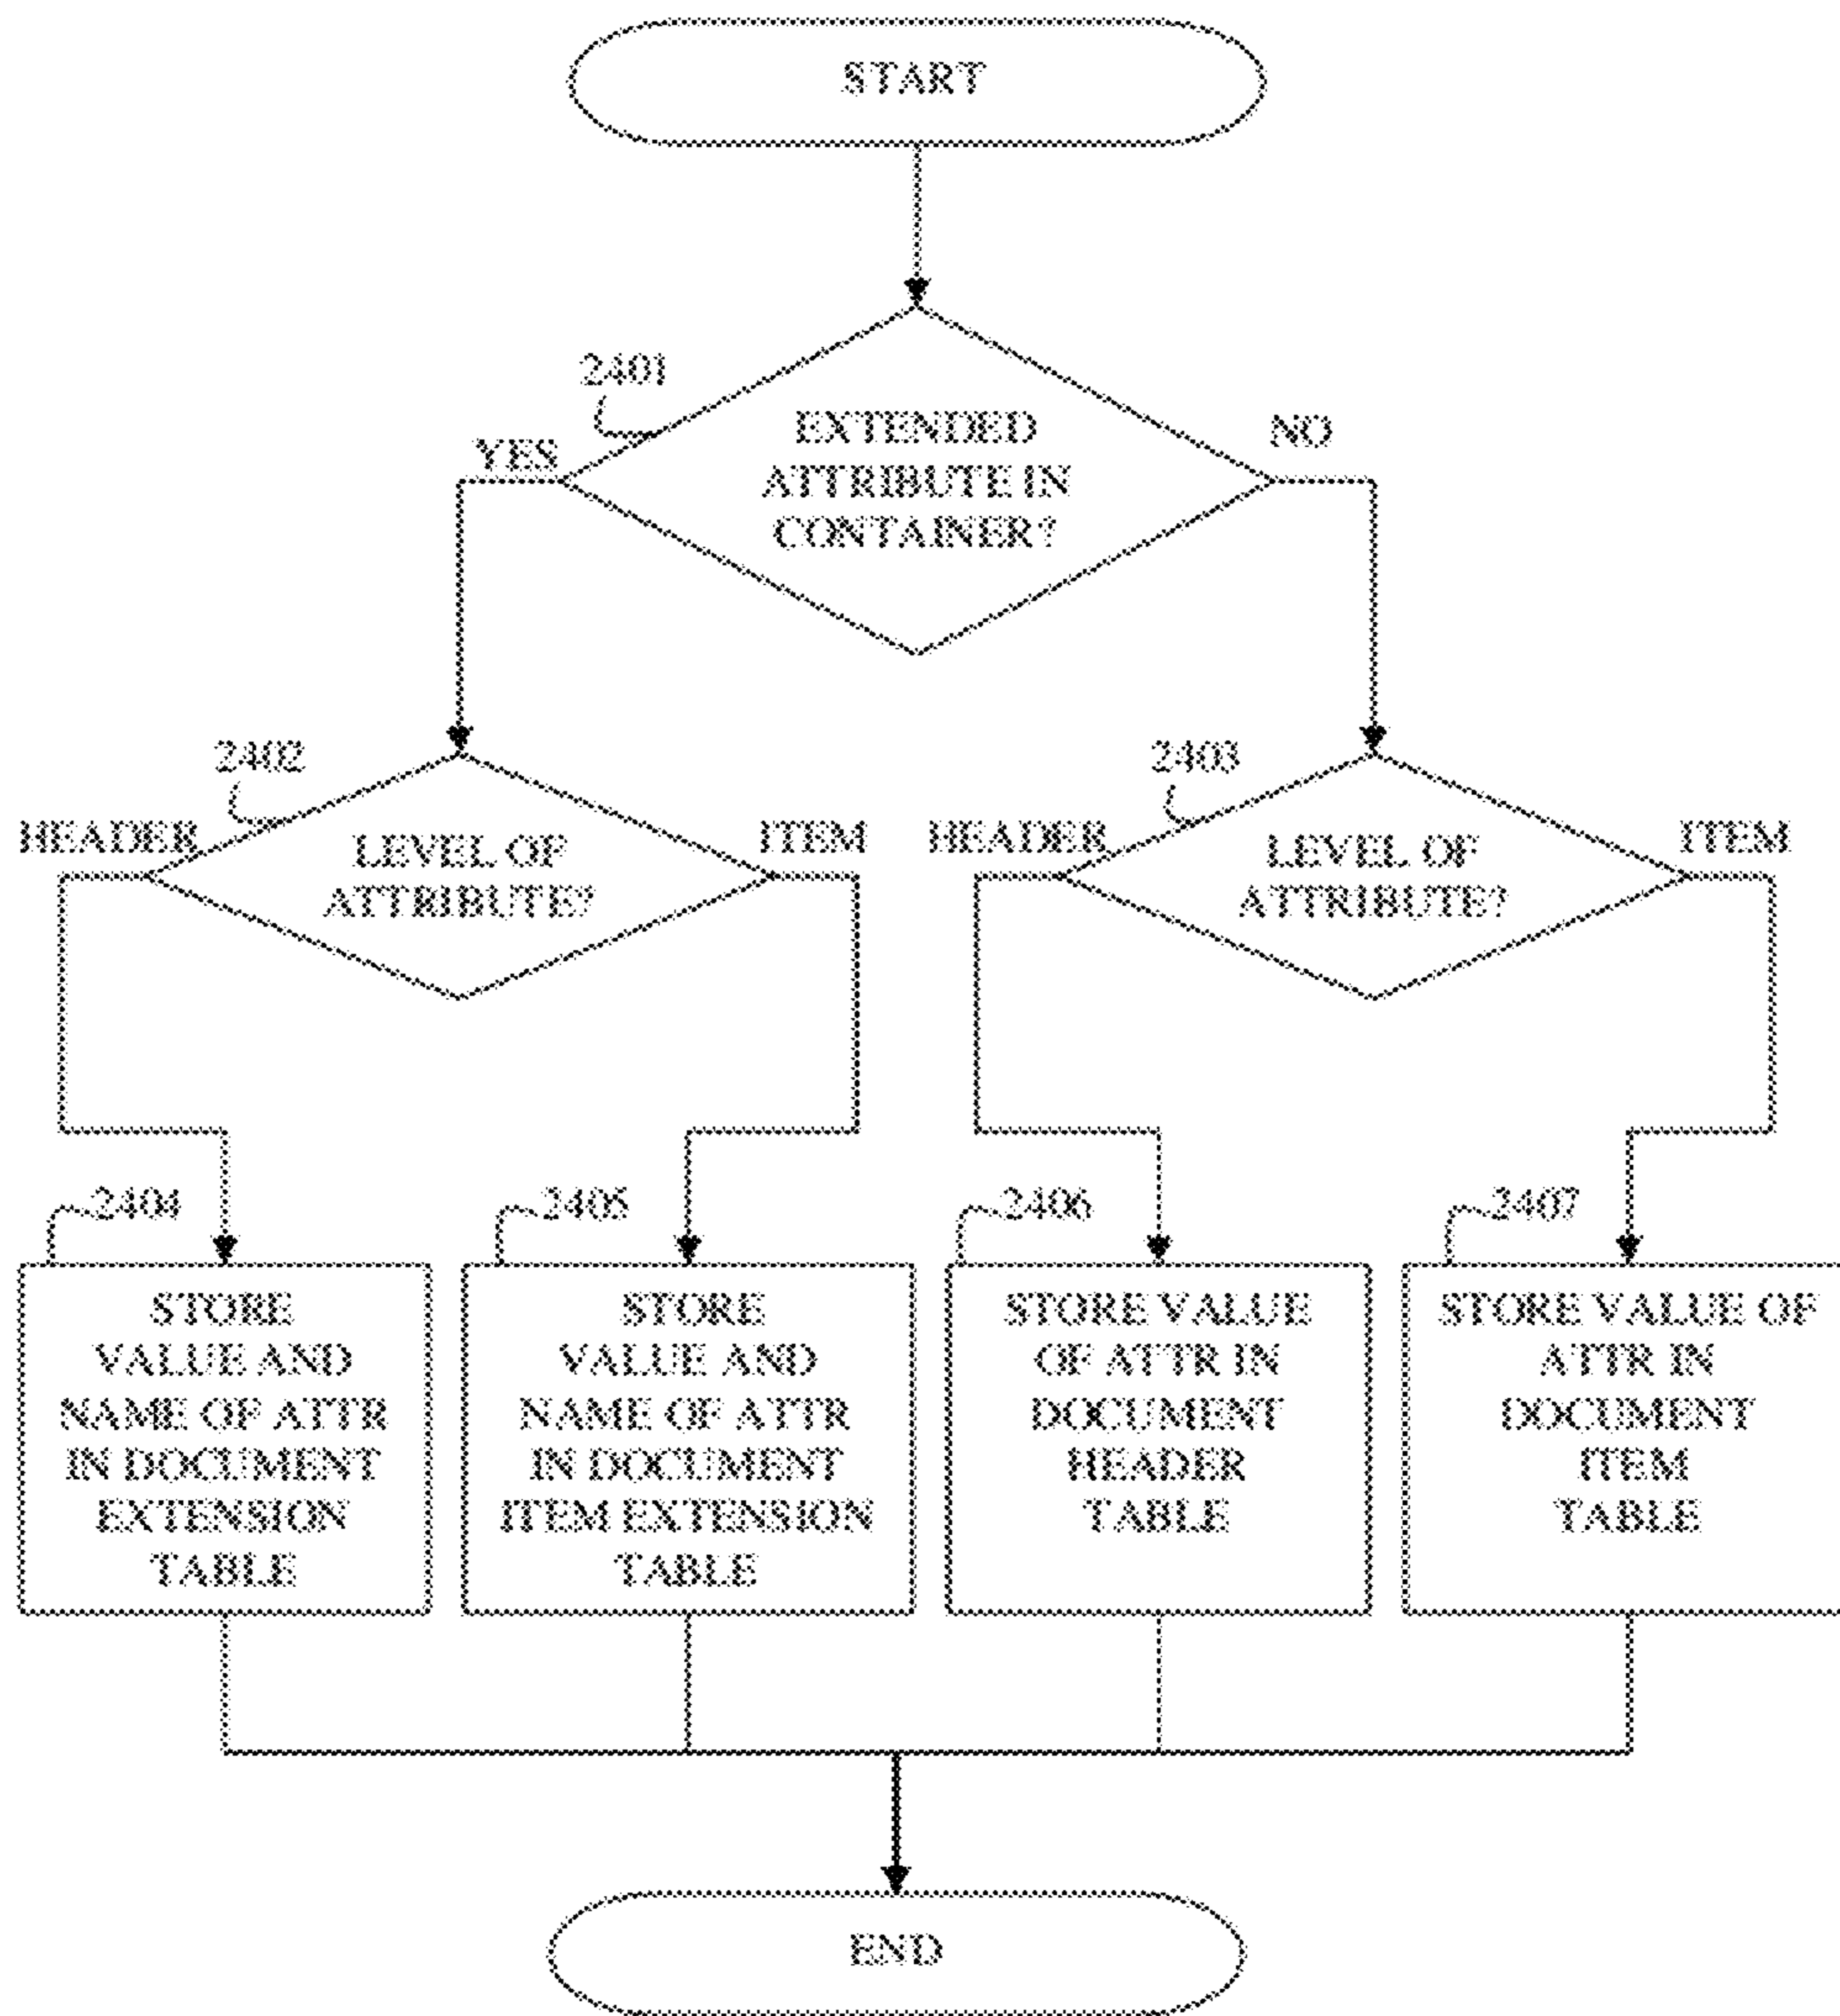 START
2401
YES
EXTENDED
ATTRIBUTE IN
CONTAINER?
NO
2402
HEADER
LEVEL OF
ATTRIBUTE?
ITEM
2403
HEADER
LEVEL OF
ATTRIBUTE?
ITEM
2404
STORE
VALUE AND
NAME OF ATTR
IN DOCUMENT
EXTENSION
TABLE
2405
STORE
VALUE AND
NAME OF ATTR
IN DOCUMENT
ITEM EXTENSION
TABLE
2406
STORE VALUE
OF ATTR IN
DOCUMENT
HEADER
TABLE
2407
STORE VALUE OF
ATTR IN
DOCUMENT
ITEM
TABLE
END